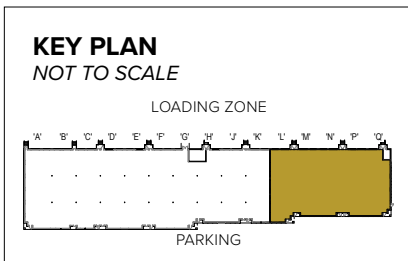 KEY PLAN
NOT TO SCALE
LOADING ZONE
'A' 'B' 'C' 'D' 'E' 'F' 'G' 'H' 'J' 'K' 'L' 'M' 'N' 'P' 'Q'
PARKING